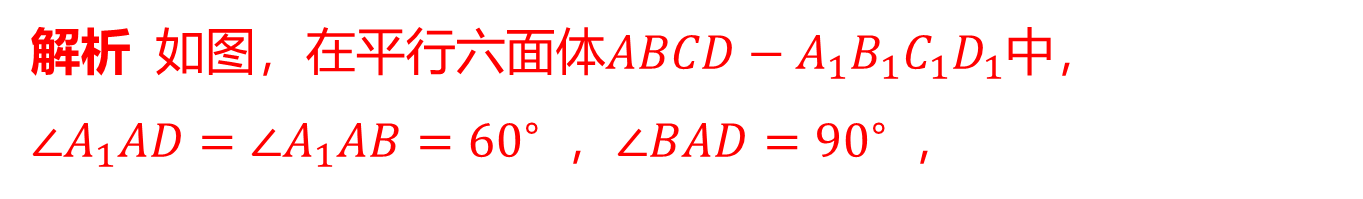 解析 如图，在平行六面体ABCD − A₁B₁C₁D₁中，
∠A₁AD = ∠A₁AB = 60°，∠BAD = 90°，